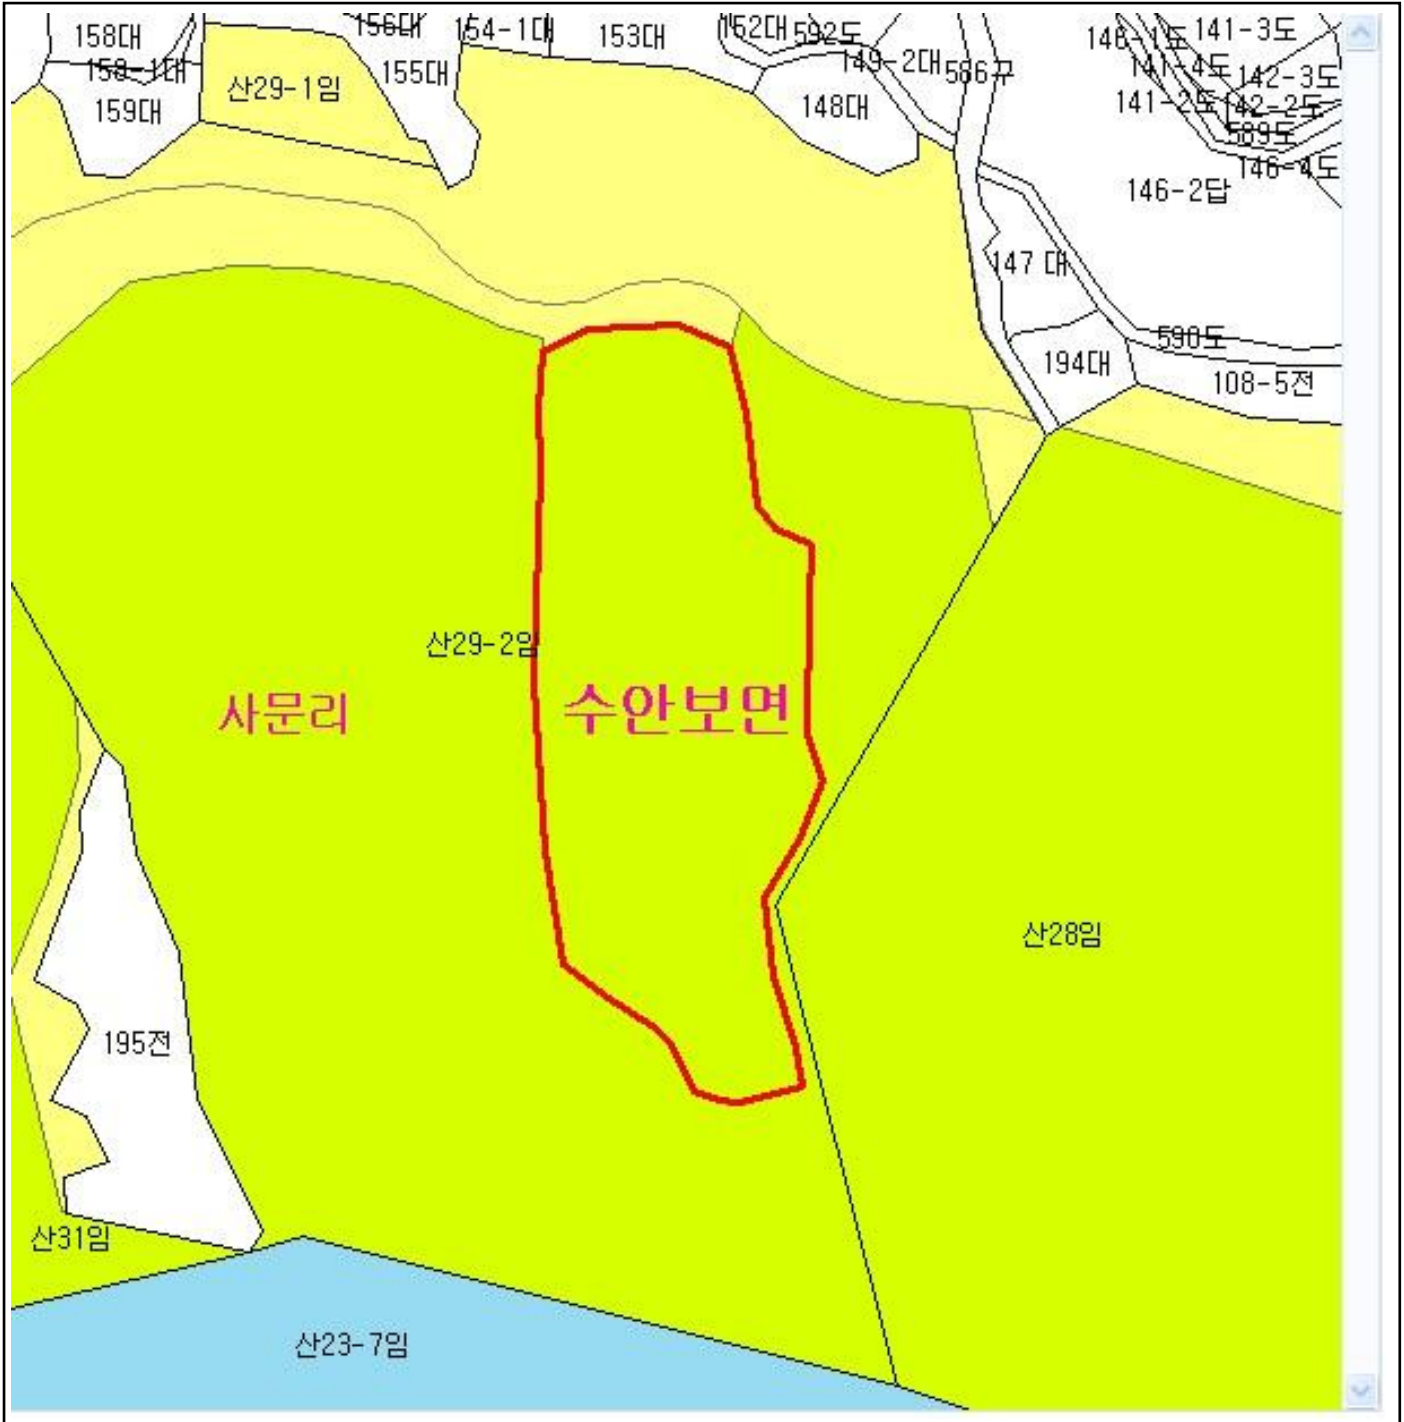 158대
156대
154-1대
153대
152대
592도
146-1도
141-3도
158-1대
산29-1임
155대
149-2대
586구
141-4도
142-3도
159대
148대
141-2도
142-2도
589도
146-4도
146-2답
147 대
590도
194대
108-5전
산29-2임
사문리
수안보면
산28임
195전
산31임
산23-7임